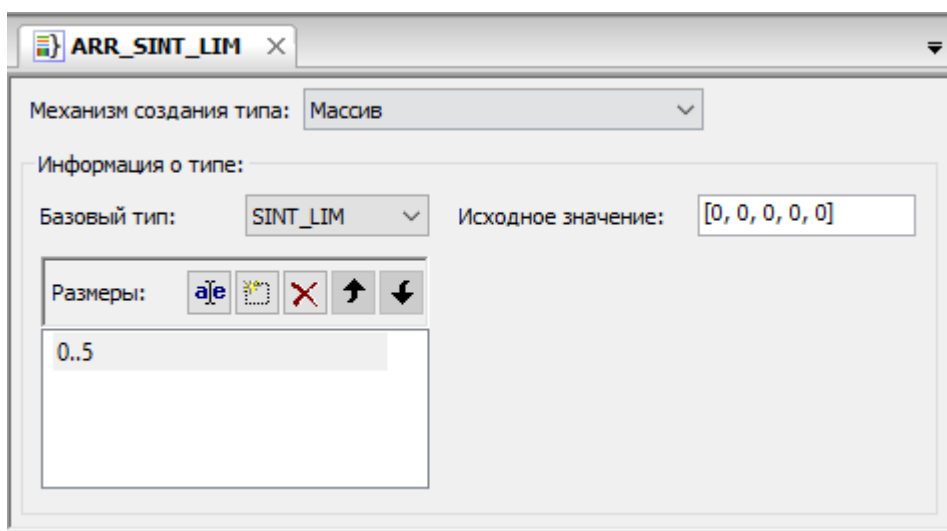 ARR_SINT_LIM
Механизм создания типа: Массив
Информация о типе:
Базовый тип: SINT_LIM Исходное значение: [0, 0, 0, 0, 0]
Размеры: a e
0..5